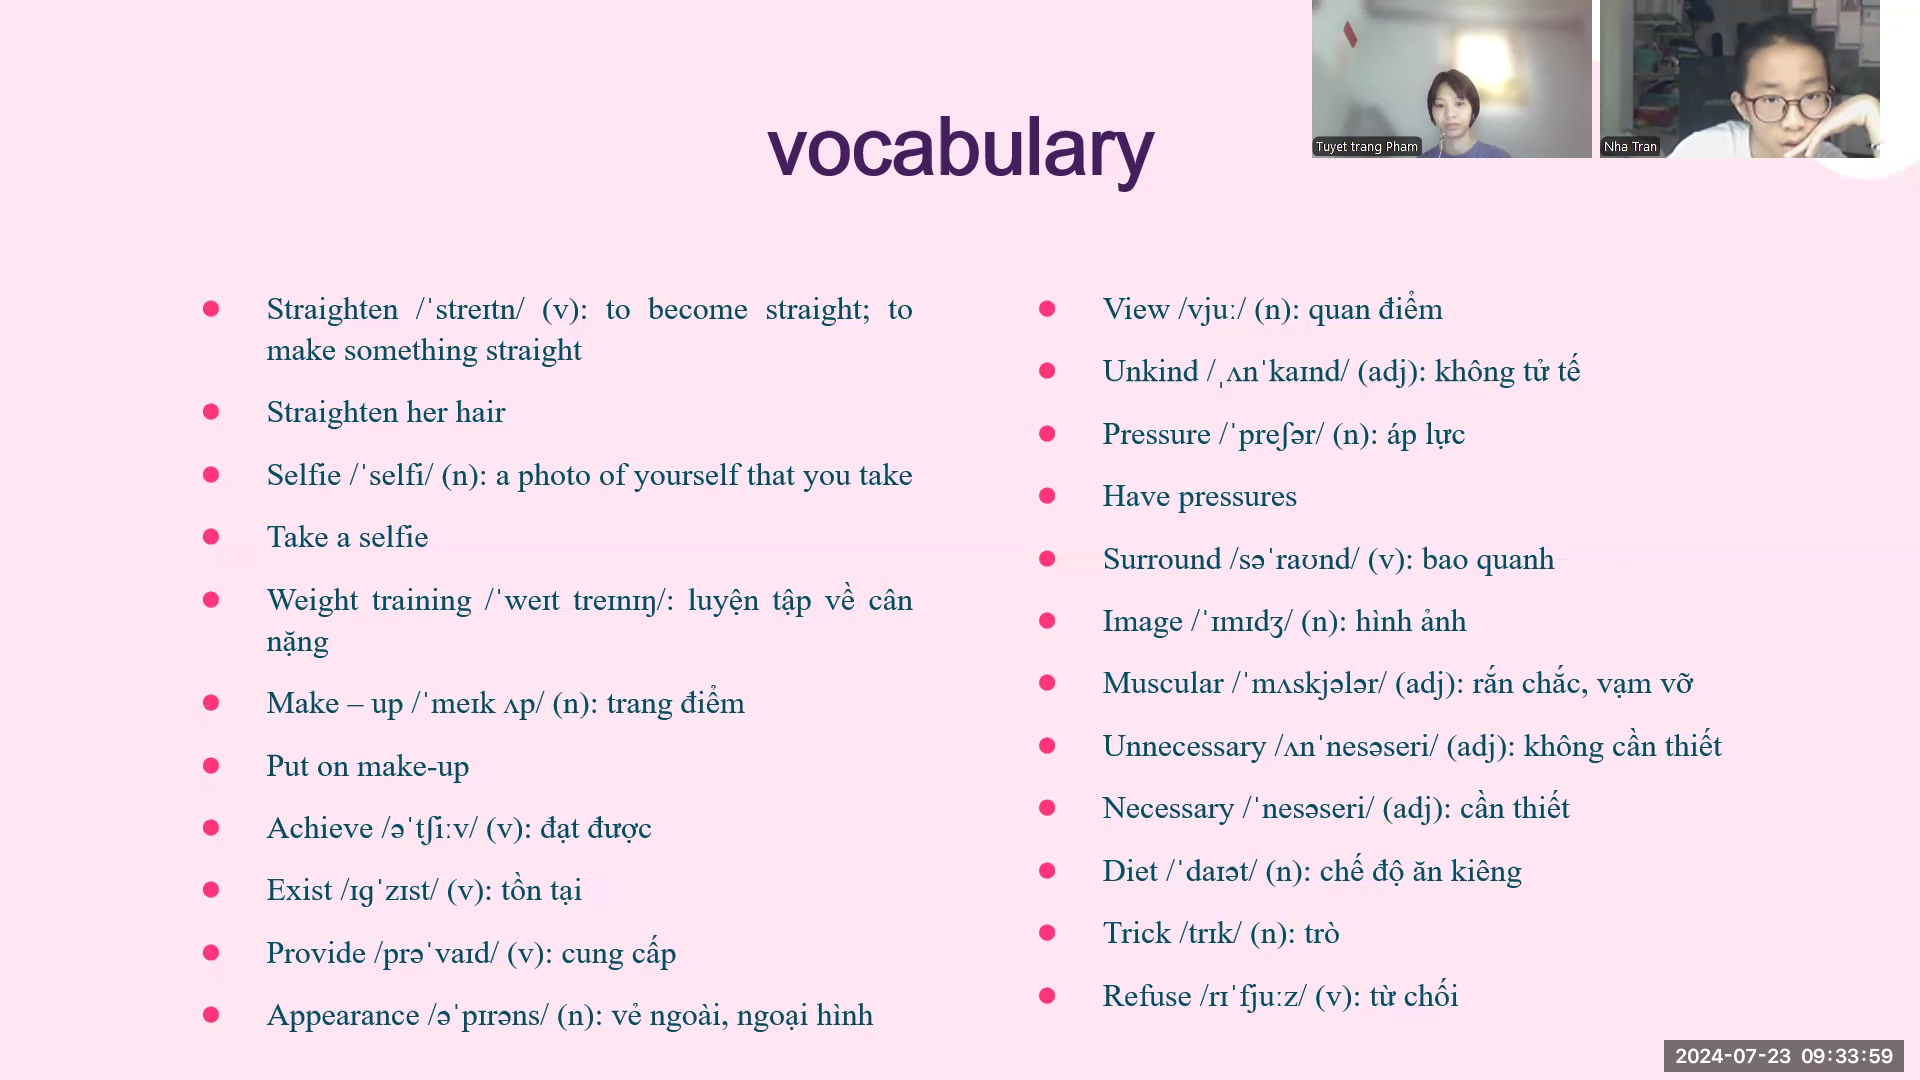 vocabulary
Straighten /ˈstreɪtn/ (v): to become straight; to
make something straight
Straighten her hair
Selfie /ˈselfi/ (n): a photo of yourself that you take
Take a selfie
Weight training /ˈweɪt treɪnɪŋ/: luyện tập về cân
nặng
Make – up /ˈmeɪk ʌp/ (n): trang điểm
Put on make-up
Achieve /əˈtʃiːv/ (v): đạt được
Exist /ɪɡˈzɪst/ (v): tồn tại
Provide /prəˈvaɪd/ (v): cung cấp
Appearance /əˈpɪrəns/ (n): vẻ ngoài, ngoại hình
View /vjuː/ (n): quan điểm
Unkind /ˌʌnˈkaɪnd/ (adj): không tử tế
Pressure /ˈpreʃər/ (n): áp lực
Have pressures
Surround /səˈraʊnd/ (v): bao quanh
Image /ˈɪmɪdʒ/ (n): hình ảnh
Muscular /ˈmʌskjələr/ (adj): rắn chắc, vạm vỡ
Unnecessary /ʌnˈnesəseri/ (adj): không cần thiết
Necessary /ˈnesəseri/ (adj): cần thiết
Diet /ˈdaɪət/ (n): chế độ ăn kiêng
Trick /trɪk/ (n): trò
Refuse /rɪˈfjuːz/ (v): từ chối
Tuyet trang Pham
Nha Tran
2024-07-23 09:33:59